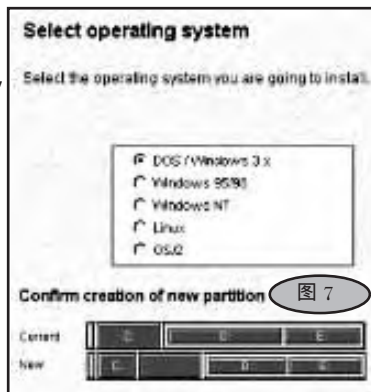 Select operating system
Select the operating system you are going to install.
DOS / Windows 3.x
Windows 95/98
Windows NT
Linux
OS/2
Confirm creation of new partition
图 7
Current
C D E
New
C D E